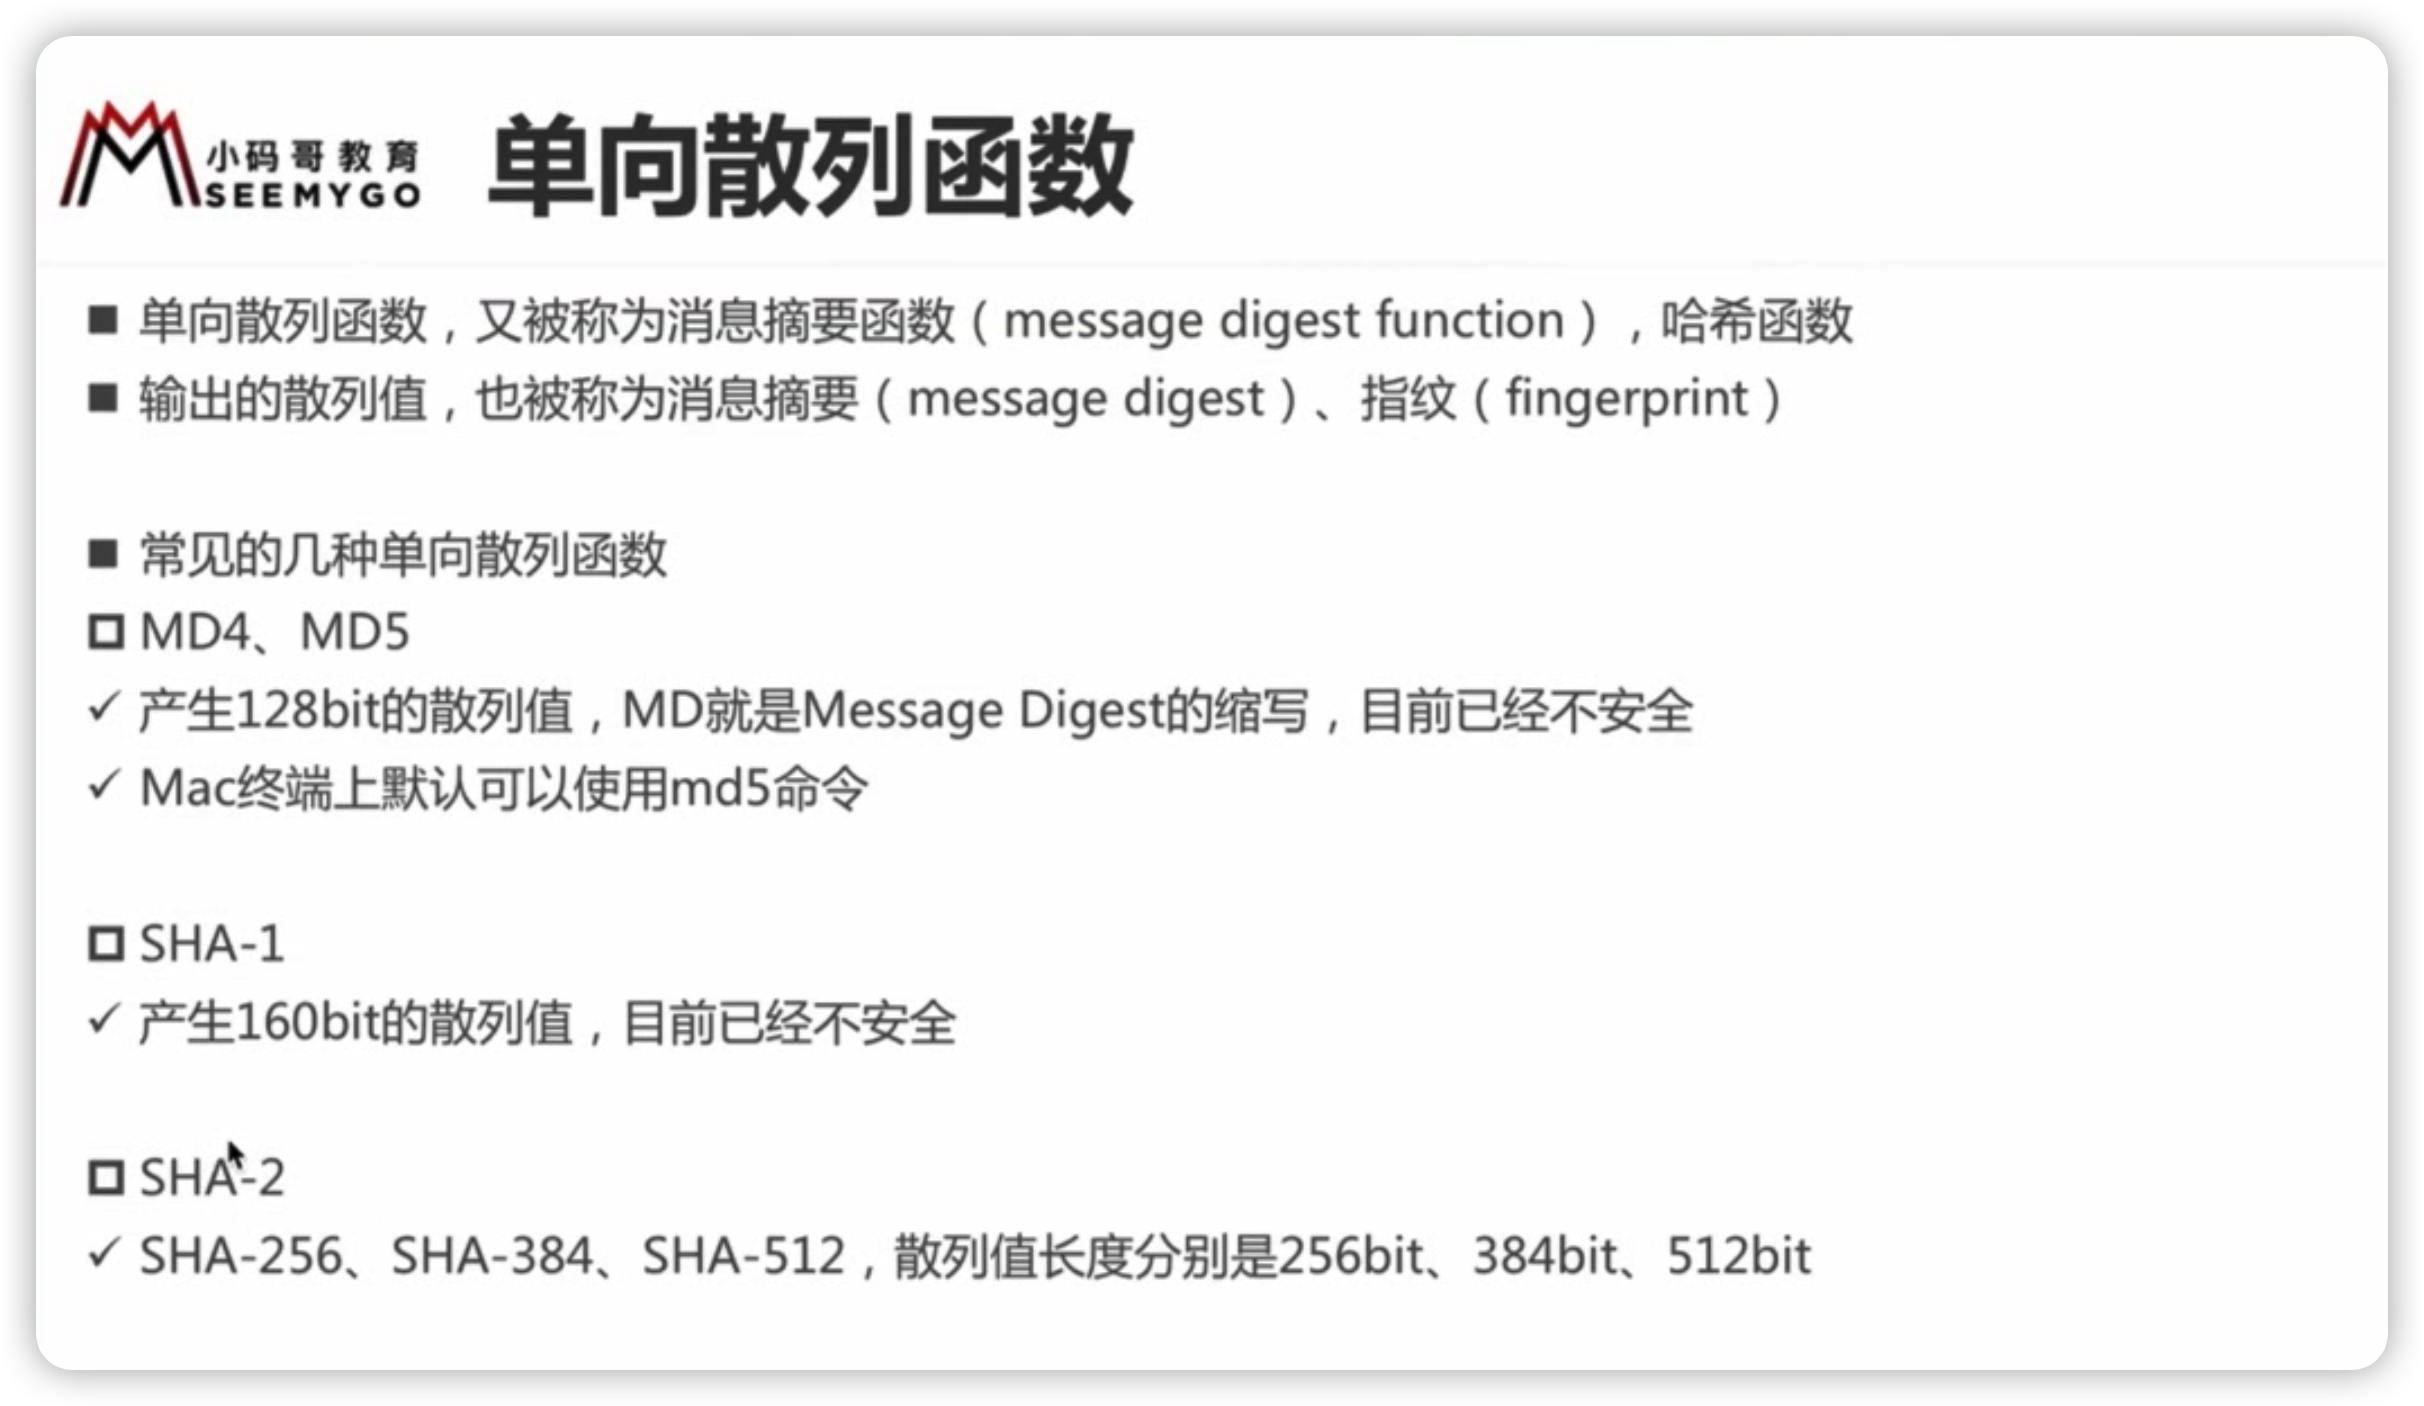 小码哥教育
SEEMYGO
单向散列函数
■ 单向散列函数，又被称为消息摘要函数（message digest function），哈希函数
■ 输出的散列值，也被称为消息摘要（message digest）、指纹（fingerprint）
■ 常见的几种单向散列函数
□ MD4、MD5
✓ 产生128bit的散列值，MD就是Message Digest的缩写，目前已经不安全
✓ Mac终端上默认可以使用md5命令
□ SHA-1
✓ 产生160bit的散列值，目前已经不安全
□ SHA-2
✓ SHA-256、SHA-384、SHA-512，散列值长度分别是256bit、384bit、512bit